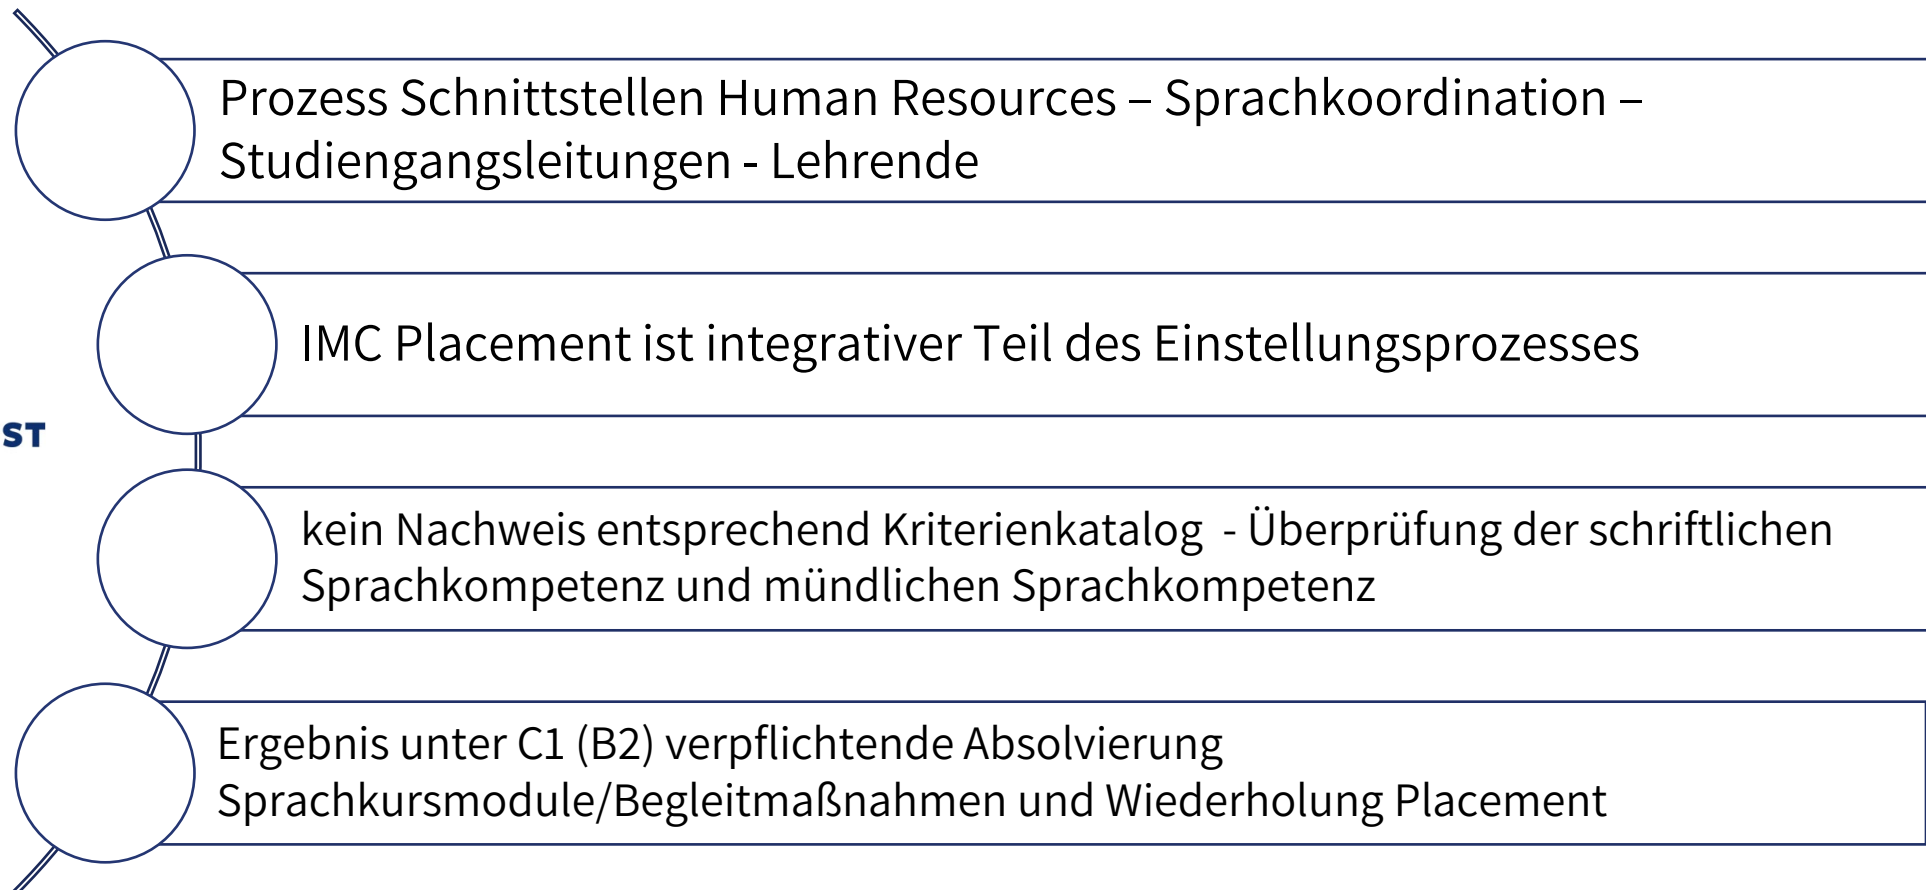 Prozess Schnittstellen Human Resources – Sprachkoordination –
Studiengangsleitungen - Lehrende
IMC Placement ist integrativer Teil des Einstellungsprozesses
ST
kein Nachweis entsprechend Kriterienkatalog  - Überprüfung der schriftlichen
Sprachkompetenz und mündlichen Sprachkompetenz
Ergebnis unter C1 (B2) verpflichtende Absolvierung
Sprachkursmodule/Begleitmaßnahmen und Wiederholung Placement